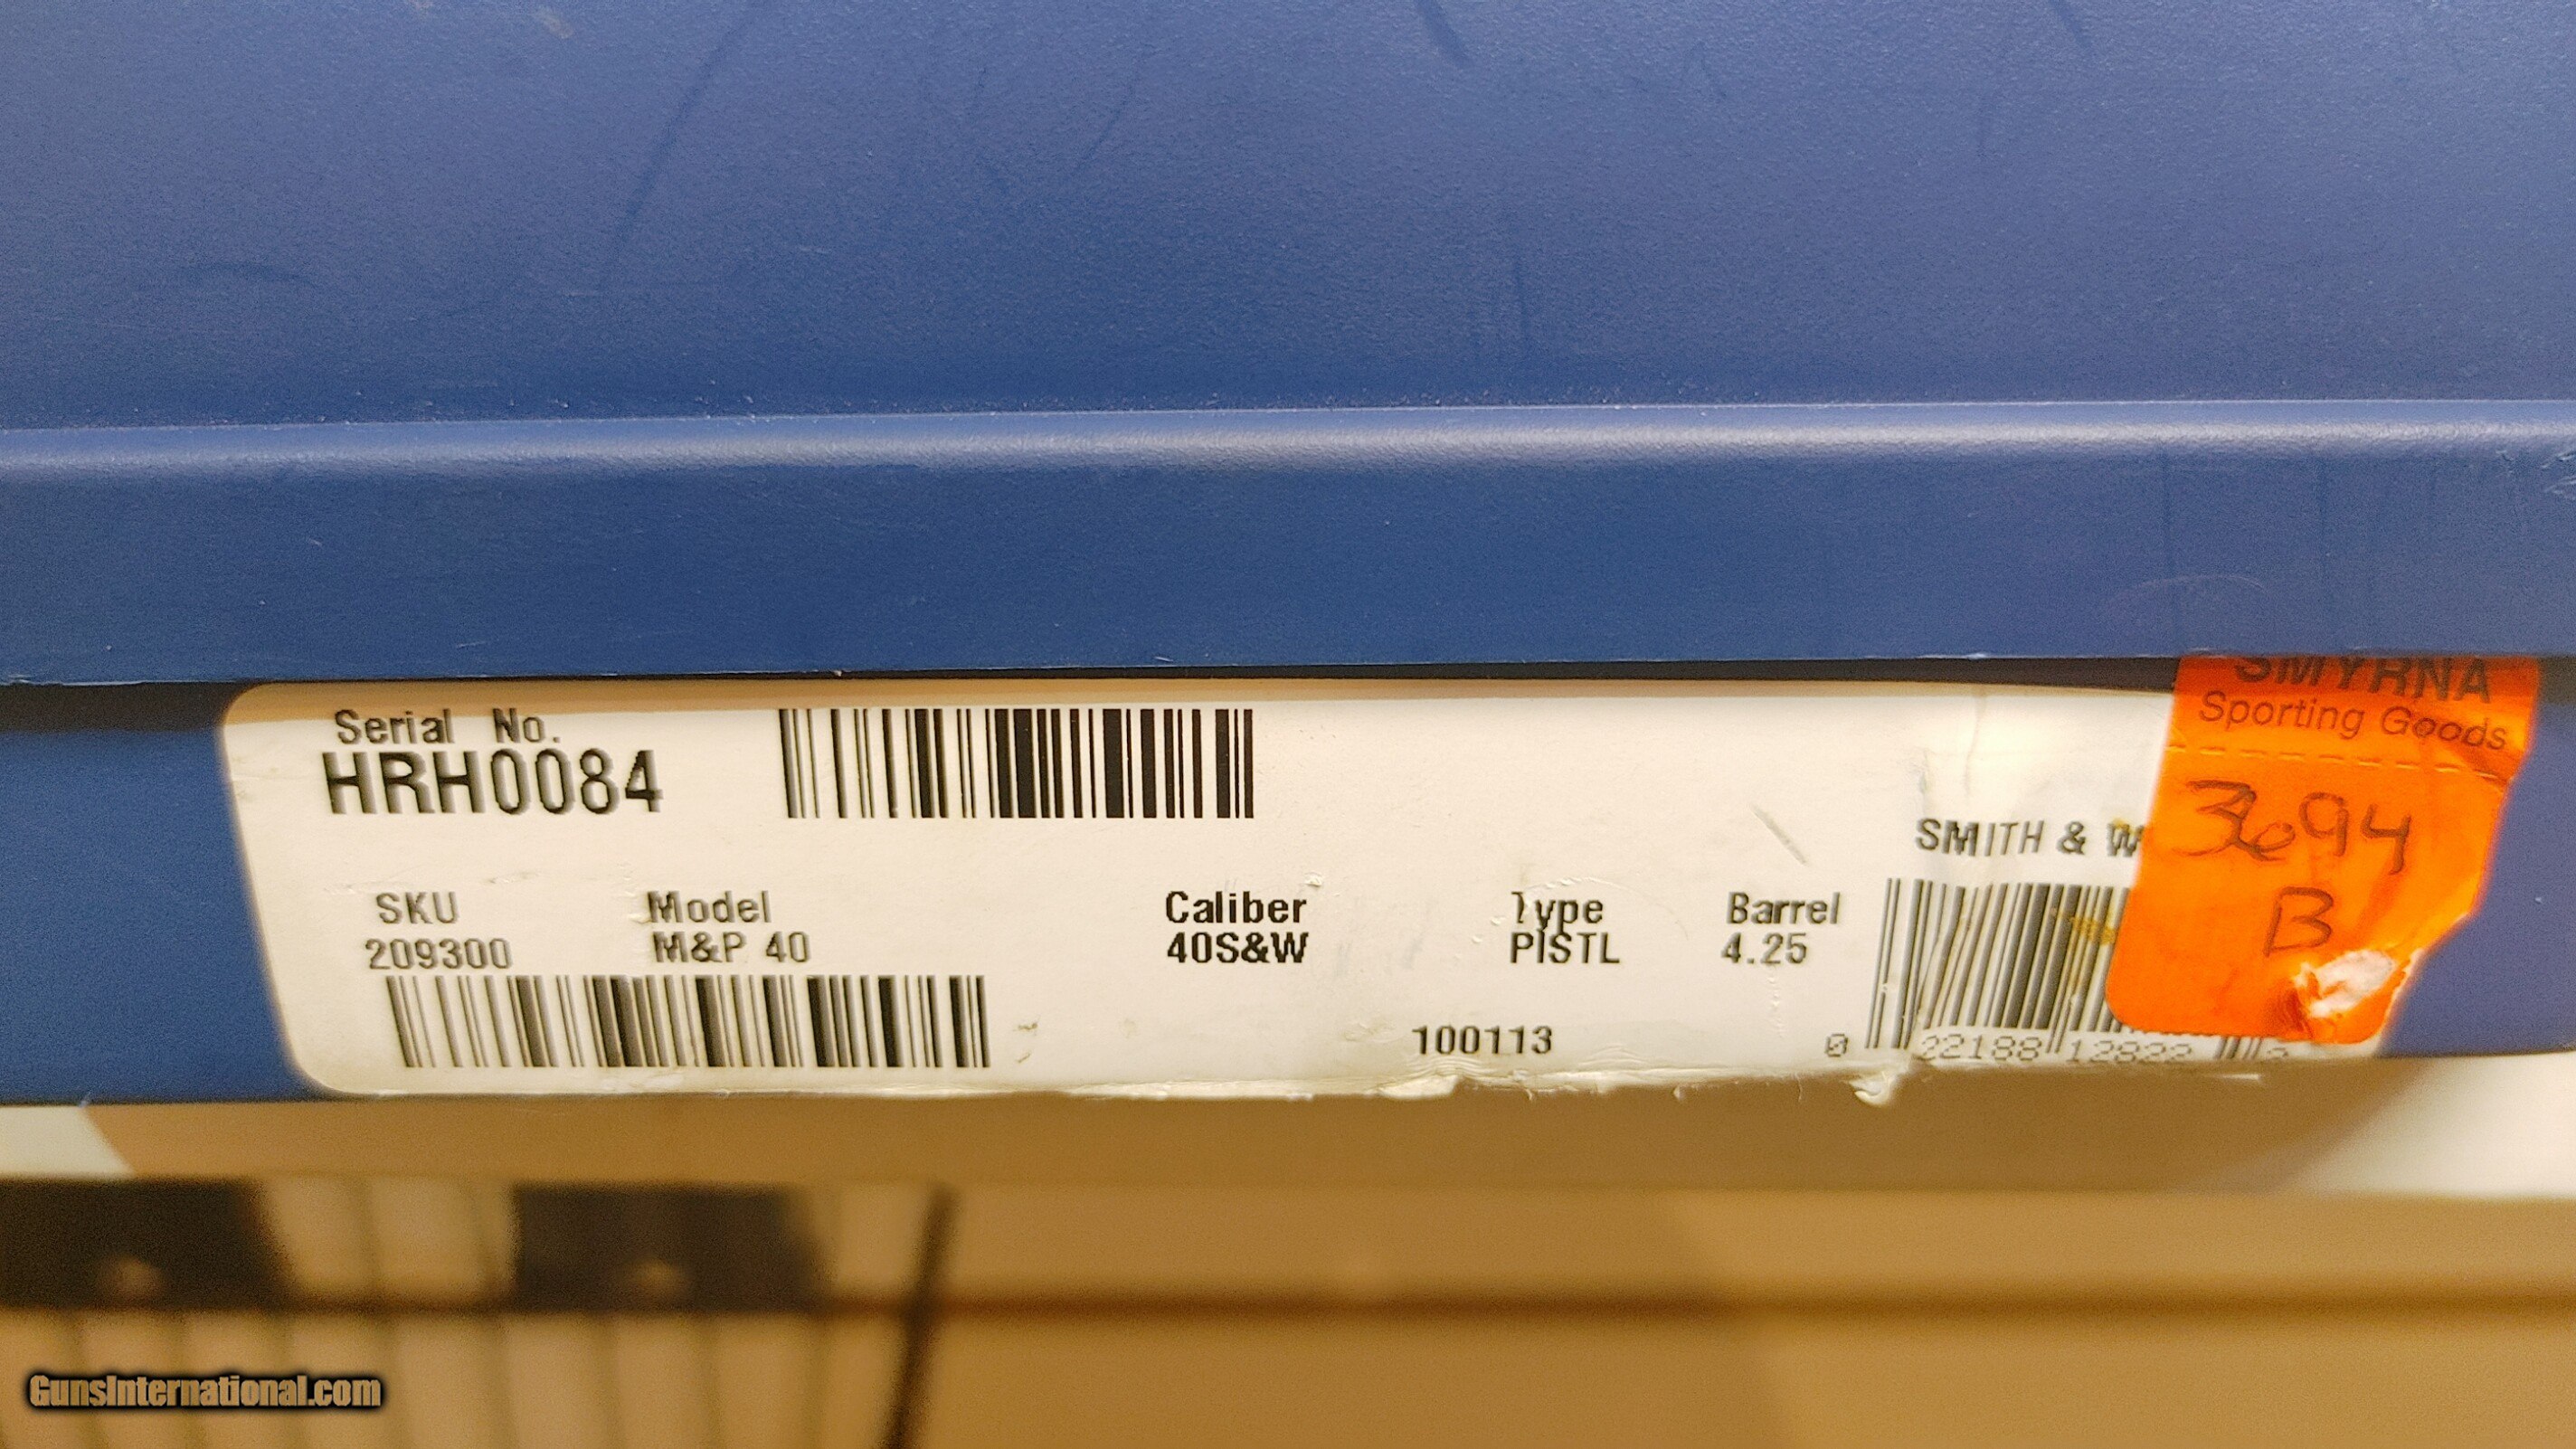 SMYRNA
Sporting Goods
3694
B
Serial No.
HRH0084
SMITH & W
SKU Model Caliber Type Barrel
209300 M&P 40 40S&W PISTL 4.25
100113
0 22188 12822
GunsInternational.com